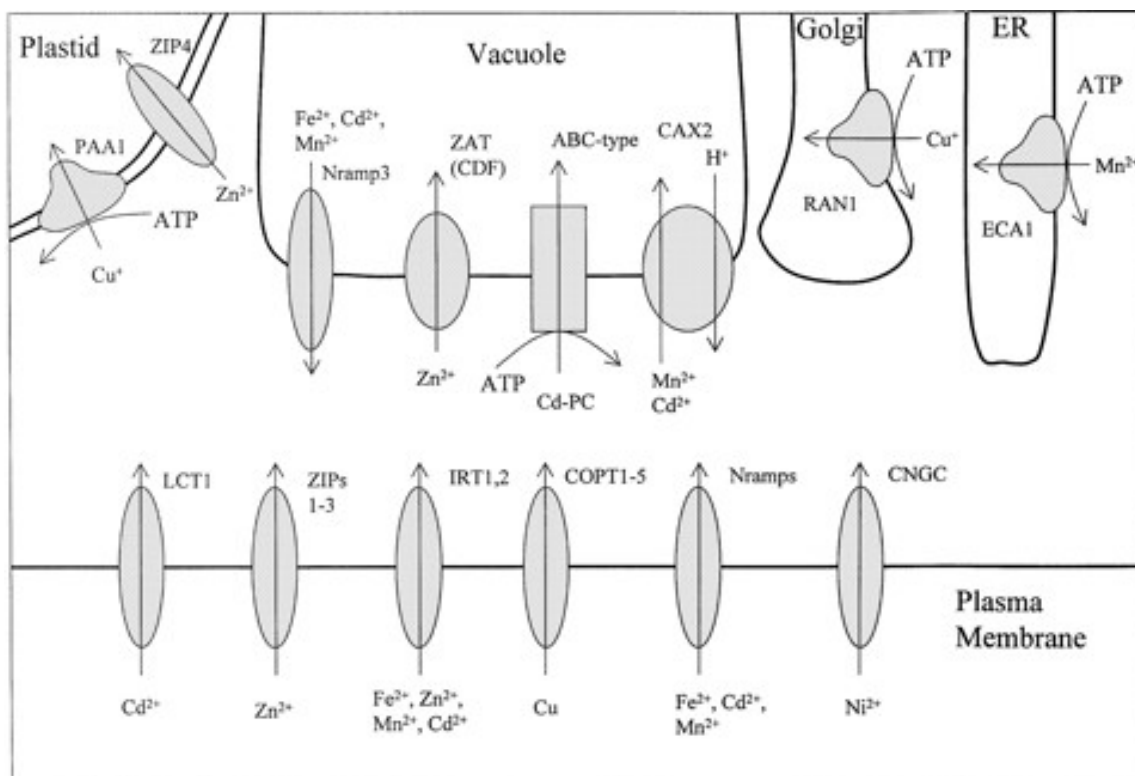 Plastid
ZIP4
PAA1
Zn²⁺
ATP
Cu⁺
Vacuole
Fe²⁺, Cd²⁺,
Mn²⁺
Nramp3
ZAT
(CDF)
Zn²⁺
ABC-type
ATP
Cd-PC
CAX2
H⁺
Mn²⁺
Cd²⁺
Golgi
ATP
Cu⁺
RAN1
ER
ATP
Mn²⁺
ECA1
LCT1
Cd²⁺
ZIPs
1-3
Zn²⁺
IRT1,2
Fe²⁺, Zn²⁺,
Mn²⁺, Cd²⁺
COPT1-5
Cu
Nramps
Fe²⁺, Cd²⁺,
Mn²⁺
CNGC
Ni²⁺
Plasma
Membrane